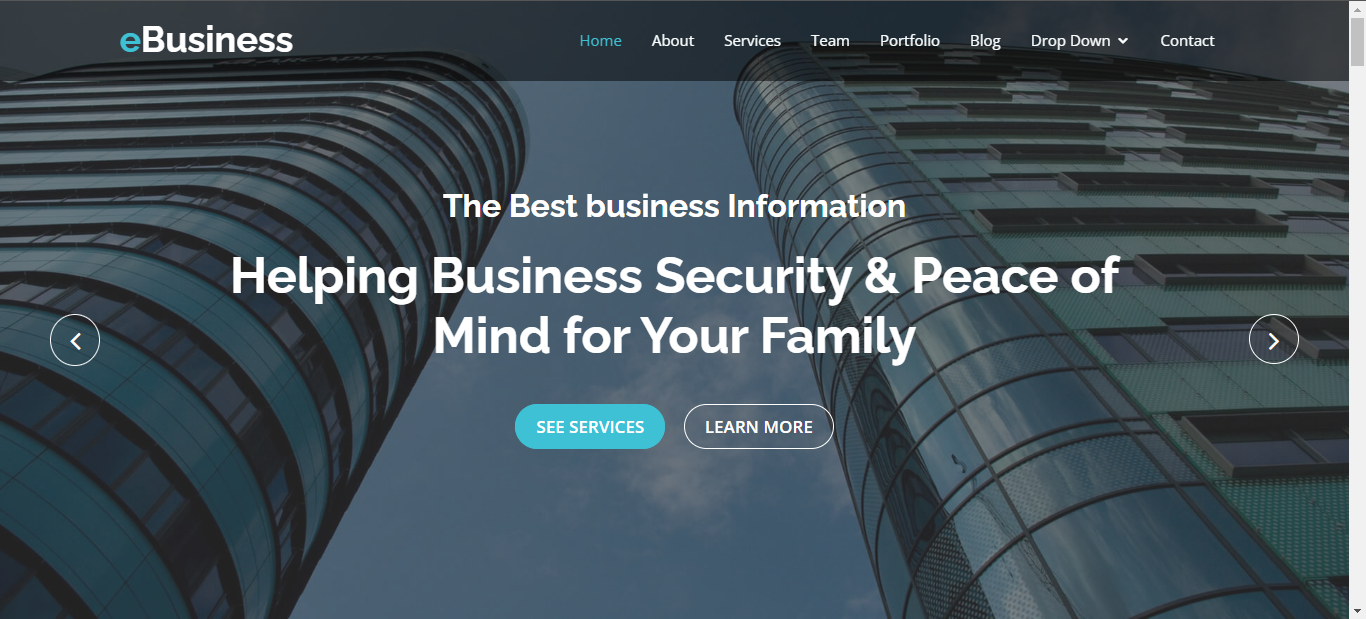 eBusiness
Home About Services Team Portfolio Blog Drop Down Contact
The Best business Information
Helping Business Security & Peace of
Mind for Your Family
SEE SERVICES LEARN MORE